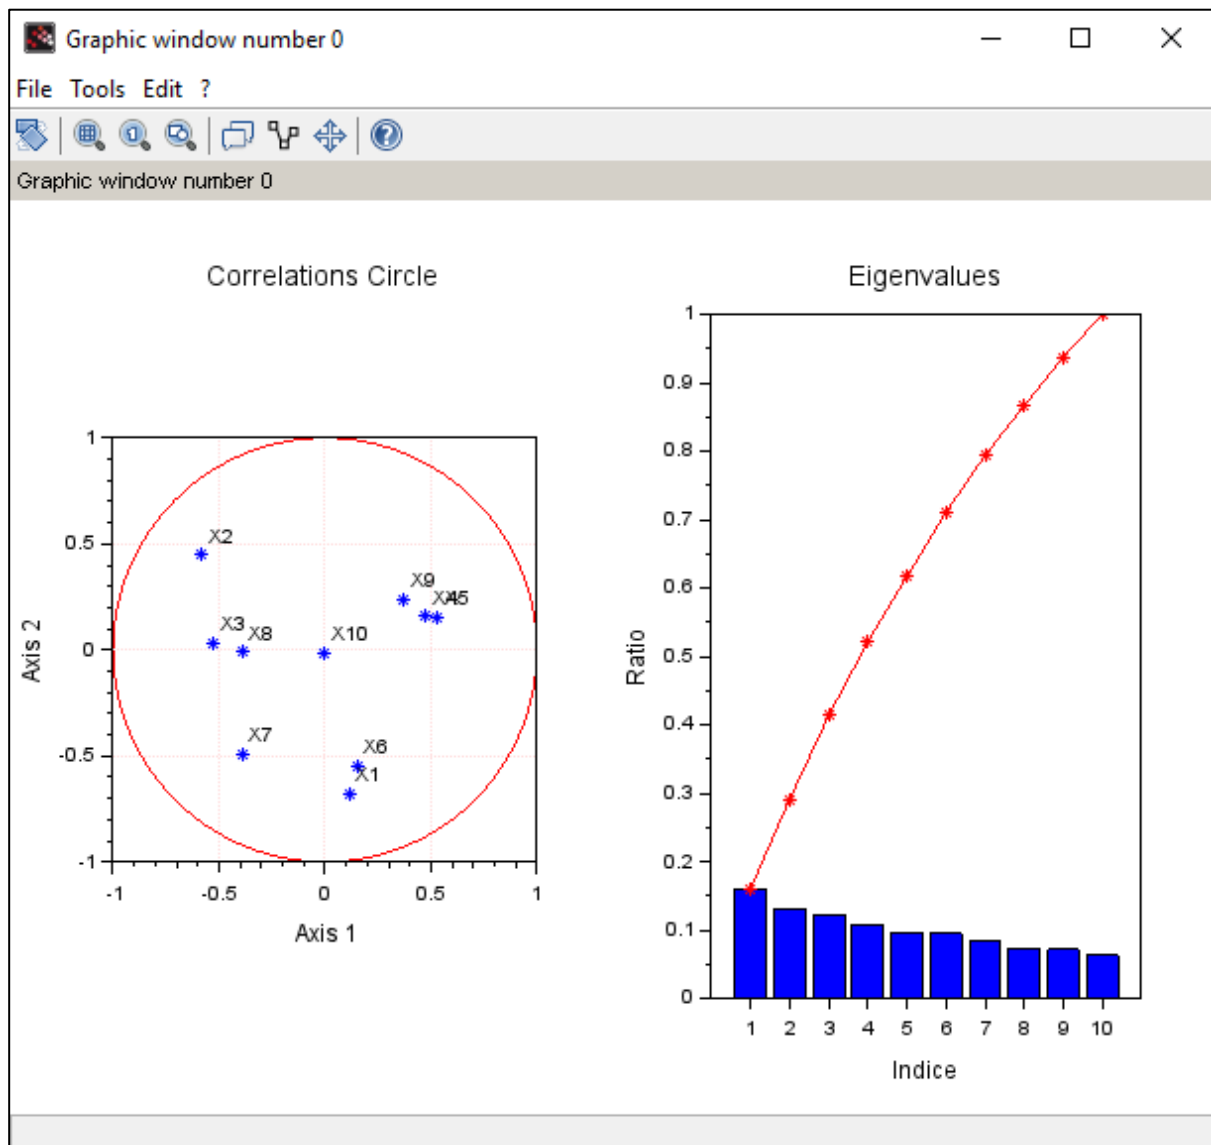 Graphic window number 0
File Tools Edit ?
Graphic window number 0
Correlations Circle
1
0.5
0
-0.5
-1
-1 -0.5 0 0.5 1
Axis 2
Axis 1
X2
X9
X3
X8
X10
X7
X6
X1
Eigenvalues
1
0.9
0.8
0.7
0.6
0.5
0.4
0.3
0.2
0.1
0
1 2 3 4 5 6 7 8 9 10
Ratio
Indice